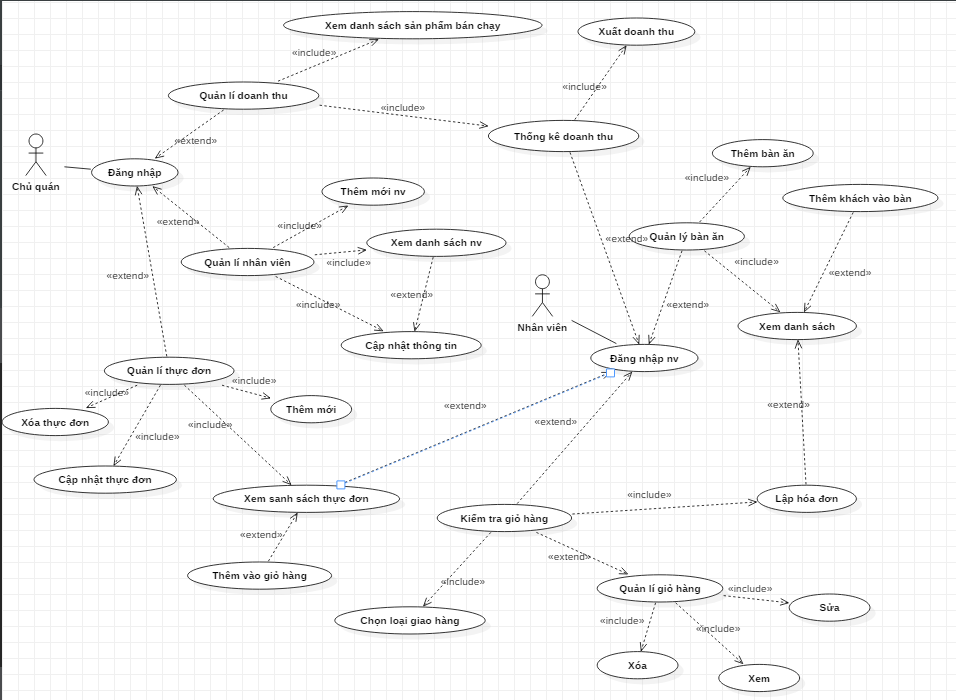 Xem danh sách sản phẩm bán chạy
Xuất doanh thu
«include»
«include»
Quản lí doanh thu
«include»
Thống kê doanh thu
«extend»
Thêm bàn ăn
Chủ quán
Đăng nhập
«include»
Thêm mới nv
Thêm khách vào bàn
«extend»
«include»
Xem danh sách nv
«extend»
Quản lý bàn ăn
Quản lí nhân viên
«include»
«include»
«extend»
«extend»
«extend»
«include»
«extend»
Nhân viên
Xem danh sách
Cập nhật thông tin
Đăng nhập nv
Quản lí thực đơn
«include»
«include»
Thêm mới
«extend»
«extend»
Xóa thực đơn
«include»
«extend»
«include»
Cập nhật thực đơn
Xem sanh sách thực đơn
«include»
Lập hóa đơn
Kiểm tra giỏ hàng
«extend»
«extend»
Thêm vào giỏ hàng
«include»
Quản lí giỏ hàng
«include»
Sửa
Chọn loại giao hàng
«include»
«include»
Xóa
Xem